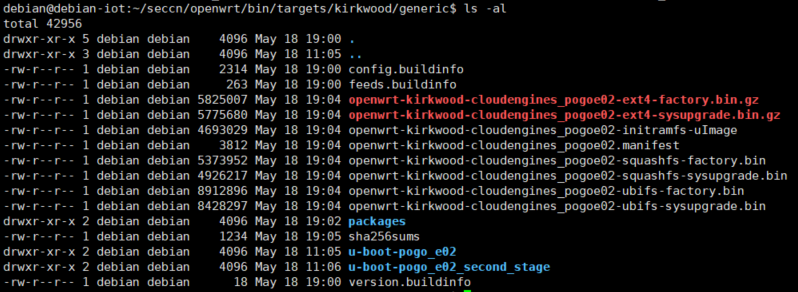 debian@debian-iot:~/seccn/openwrt/bin/targets/kirkwood/generic$ ls -al
total 42956
drwxr-xr-x 5 debian debian    4096 May 18 19:00 .
drwxr-xr-x 3 debian debian    4096 May 18 11:05 ..
-rw-r--r-- 1 debian debian    2314 May 18 19:00 config.buildinfo
-rw-r--r-- 1 debian debian     263 May 18 19:00 feeds.buildinfo
-rw-r--r-- 1 debian debian 5825007 May 18 19:04 openwrt-kirkwood-cloudengines_pogoe02-ext4-factory.bin.gz
-rw-r--r-- 1 debian debian 5775680 May 18 19:04 openwrt-kirkwood-cloudengines_pogoe02-ext4-sysupgrade.bin.gz
-rw-r--r-- 1 debian debian 4693029 May 18 19:04 openwrt-kirkwood-cloudengines_pogoe02-initramfs-uImage
-rw-r--r-- 1 debian debian    3812 May 18 19:04 openwrt-kirkwood-cloudengines_pogoe02.manifest
-rw-r--r-- 1 debian debian 5373952 May 18 19:04 openwrt-kirkwood-cloudengines_pogoe02-squashfs-factory.bin
-rw-r--r-- 1 debian debian 4926217 May 18 19:04 openwrt-kirkwood-cloudengines_pogoe02-squashfs-sysupgrade.bin
-rw-r--r-- 1 debian debian 8912896 May 18 19:04 openwrt-kirkwood-cloudengines_pogoe02-ubifs-factory.bin
-rw-r--r-- 1 debian debian 8428297 May 18 19:04 openwrt-kirkwood-cloudengines_pogoe02-ubifs-sysupgrade.bin
drwxr-xr-x 2 debian debian    4096 May 18 19:02 packages
-rw-r--r-- 1 debian debian    1234 May 18 19:05 sha256sums
drwxr-xr-x 2 debian debian    4096 May 18 11:05 u-boot-pogo_e02
drwxr-xr-x 2 debian debian    4096 May 18 11:06 u-boot-pogo_e02_second_stage
-rw-r--r-- 1 debian debian      18 May 18 19:00 version.buildinfo